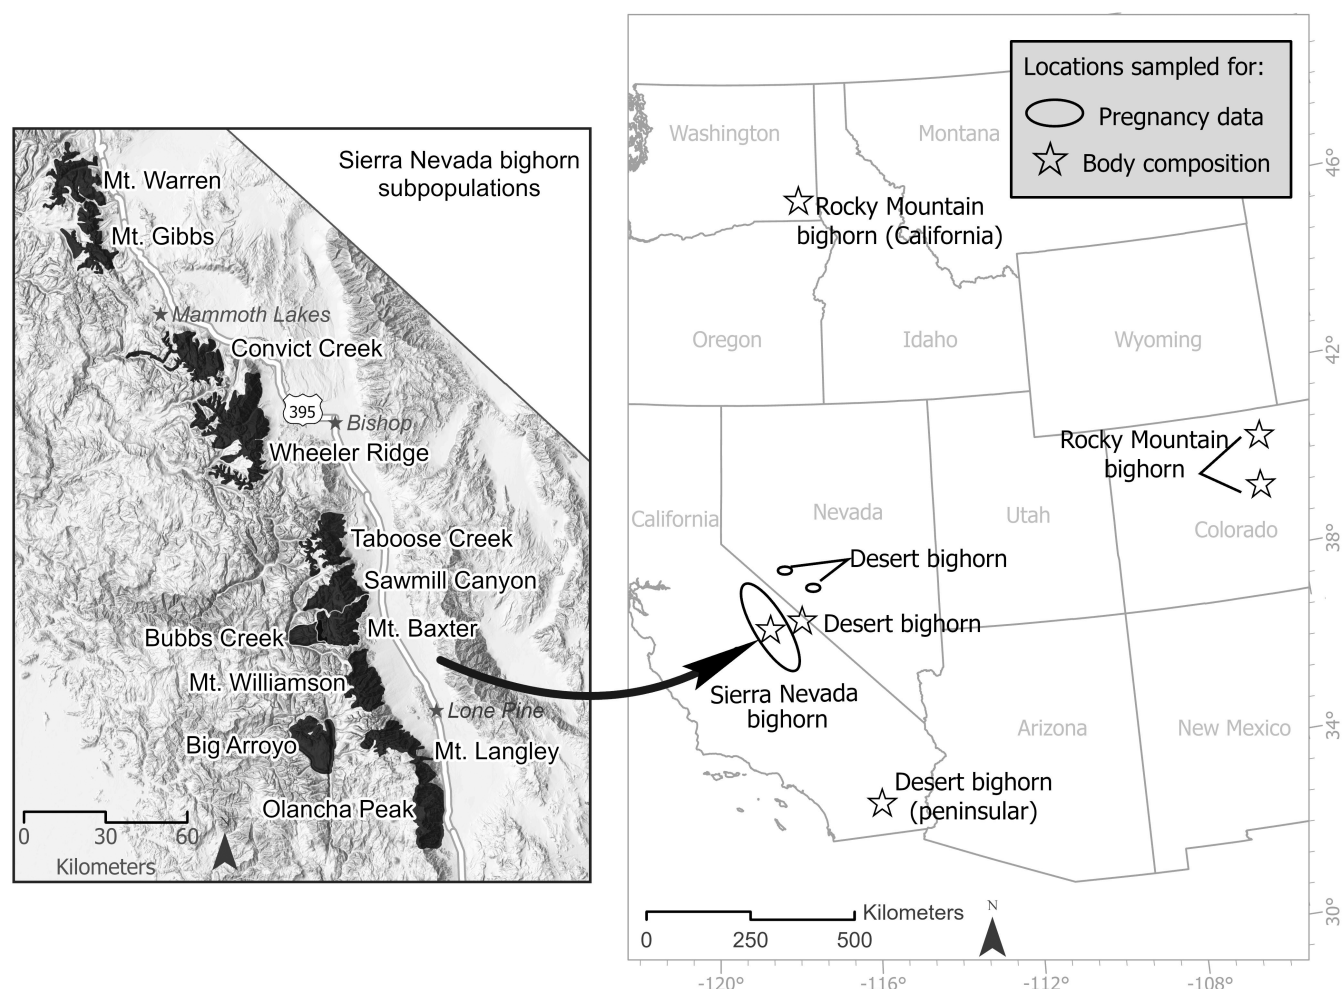 Sierra Nevada bighorn
subpopulations
Mt. Warren
Mt. Gibbs
Mammoth Lakes
Convict Creek
395
Bishop
Wheeler Ridge
Taboose Creek
Sawmill Canyon
Bubbs Creek
Mt. Baxter
Mt. Williamson
Lone Pine
Big Arroyo
Mt. Langley
Olancha Peak
0 30 60
Kilometers
Locations sampled for:
Pregnancy data
Body composition
Washington
Montana
Rocky Mountain
bighorn (California)
Oregon
Idaho
Wyoming
Rocky Mountain
bighorn
California
Nevada
Utah
Colorado
Desert bighorn
Desert bighorn
Sierra Nevada
bighorn
Arizona
New Mexico
Desert bighorn
(peninsular)
N
Kilometers
0 250 500
46°
42°
38°
34°
30°
-120° -116° -112° -108°